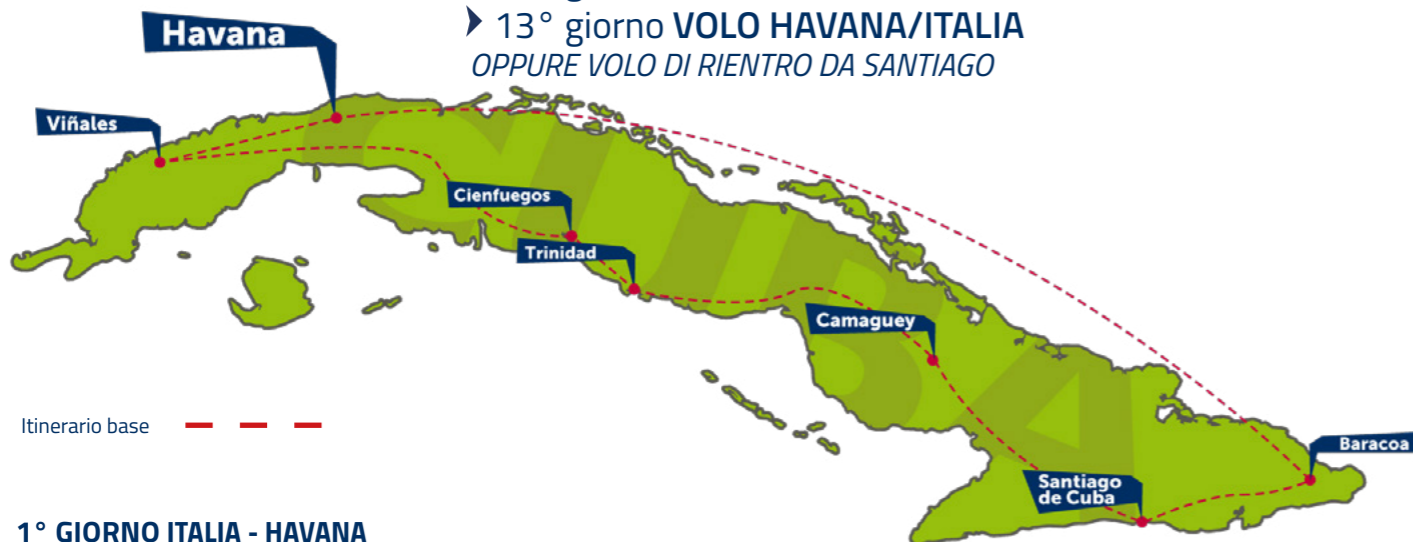 13° giorno VOLO HAVANA/ITALIA
OPPURE VOLO DI RIENTRO DA SANTIAGO
Havana
Viñales
Cienfuegos
Trinidad
Camaguey
CUBA
Itinerario base
Baracoa
Santiago
de Cuba
1° GIORNO ITALIA - HAVANA